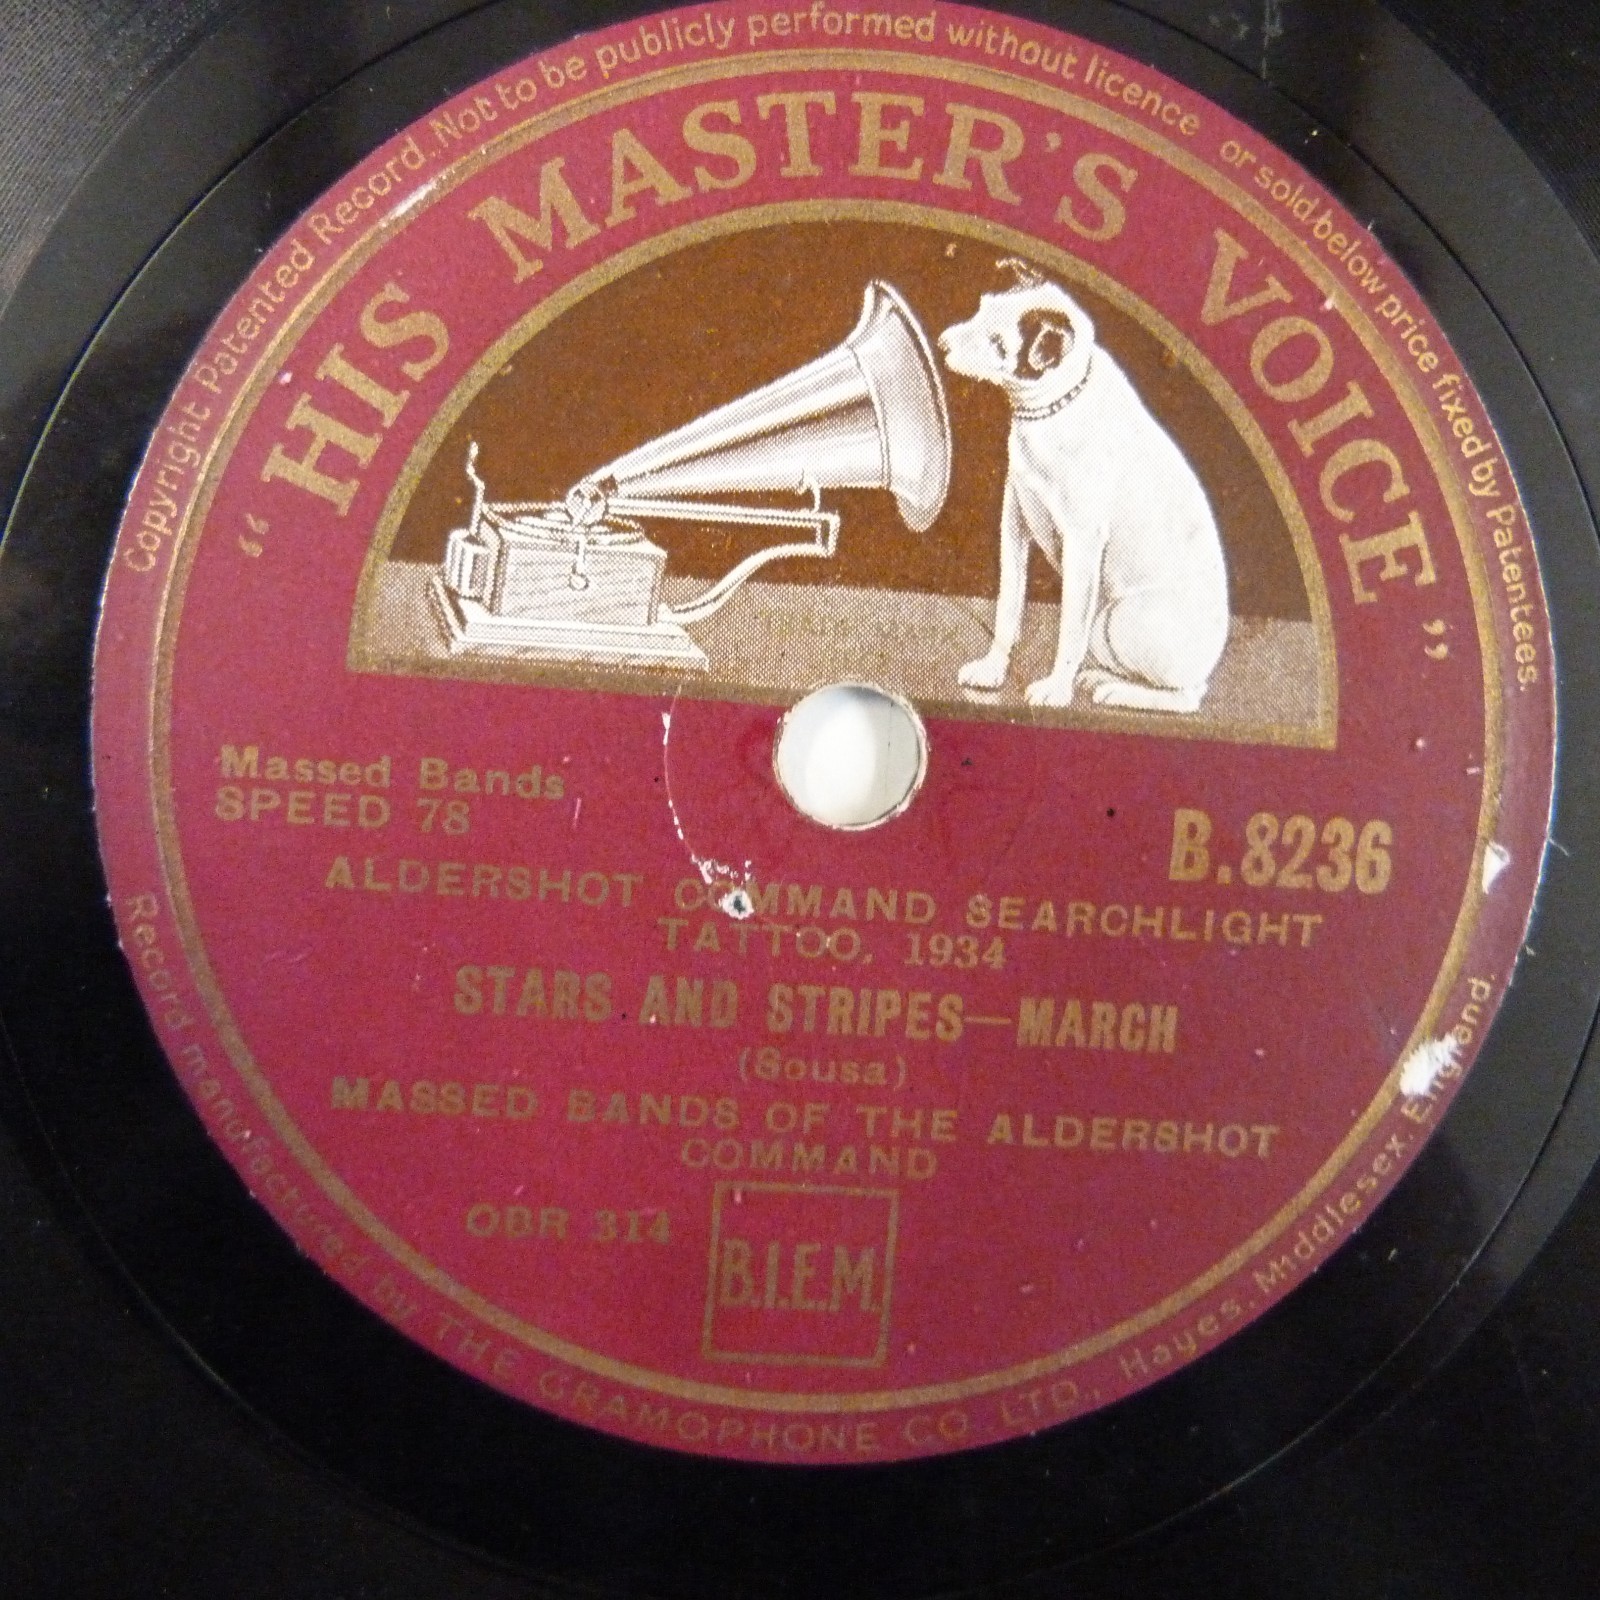 Copyright Patented Record. Not to be publicly performed without licence or sold below price fixed by Patentees.
“HIS MASTER'S VOICE”
TRADE MARK
Massed Bands
SPEED 78
B.8236
ALDERSHOT COMMAND SEARCHLIGHT
TATTOO, 1934
STARS AND STRIPES—MARCH
(Sousa)
MASSED BANDS OF THE ALDERSHOT
COMMAND
OBR 314
B.I.E.M.
Record manufactured by THE GRAMOPHONE CO. LTD., Hayes, Middlesex, England.